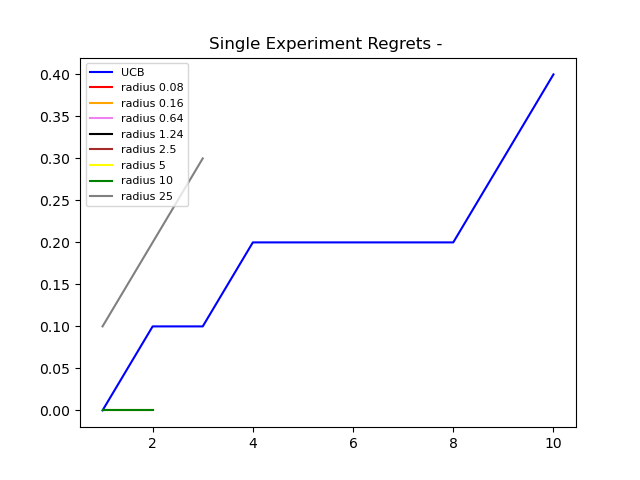 Single Experiment Regrets -
UCB
radius 0.08
radius 0.16
radius 0.64
radius 1.24
radius 2.5
radius 5
radius 10
radius 25
0.40
0.35
0.30
0.25
0.20
0.15
0.10
0.05
0.00
2 4 6 8 10